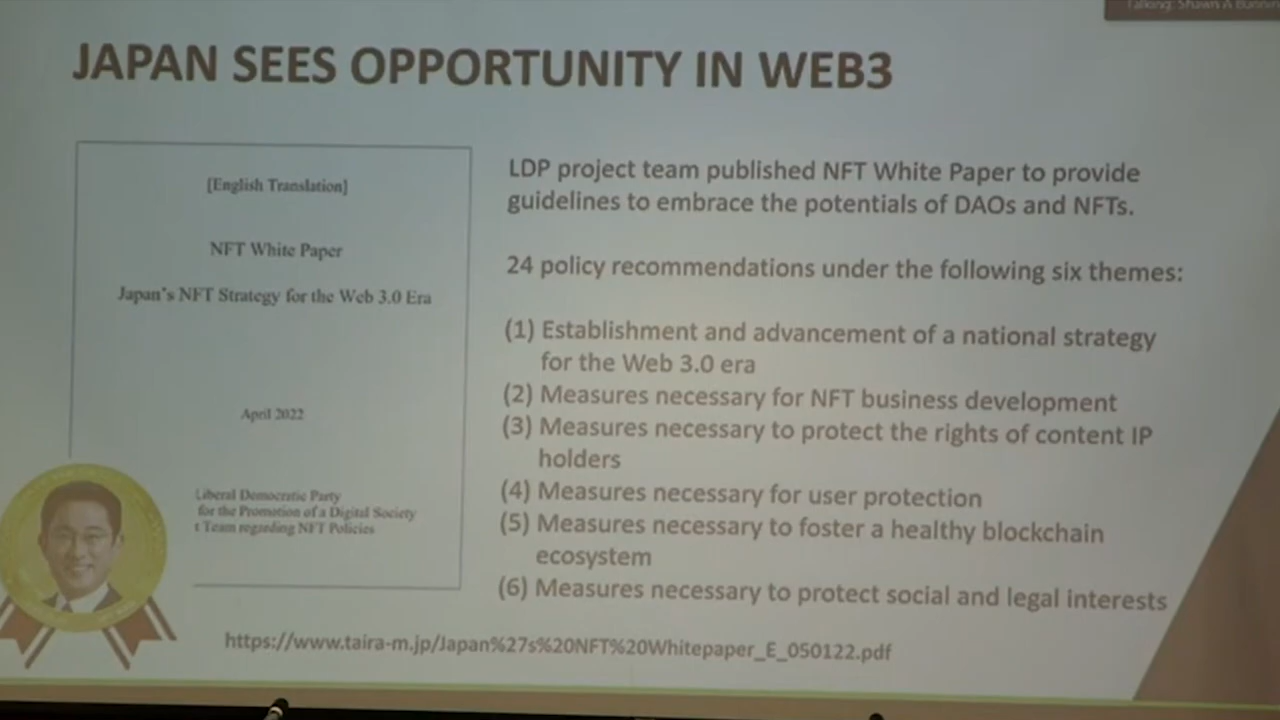 Talking: Shawn A
JAPAN SEES OPPORTUNITY IN WEB3
[English Translation]
NFT White Paper
Japan's NFT Strategy for the Web 3.0 Era
April 2022
Liberal Democratic Party
for the Promotion of a Digital Society
t Team regarding NFT Policies
LDP project team published NFT White Paper to provide
guidelines to embrace the potentials of DAOs and NFTs.
24 policy recommendations under the following six themes:
(1) Establishment and advancement of a national strategy
for the Web 3.0 era
(2) Measures necessary for NFT business development
(3) Measures necessary to protect the rights of content IP
holders
(4) Measures necessary for user protection
(5) Measures necessary to foster a healthy blockchain
ecosystem
(6) Measures necessary to protect social and legal interests
https://www.taira-m.jp/Japan%27s%20NFT%20Whitepaper_E_050122.pdf